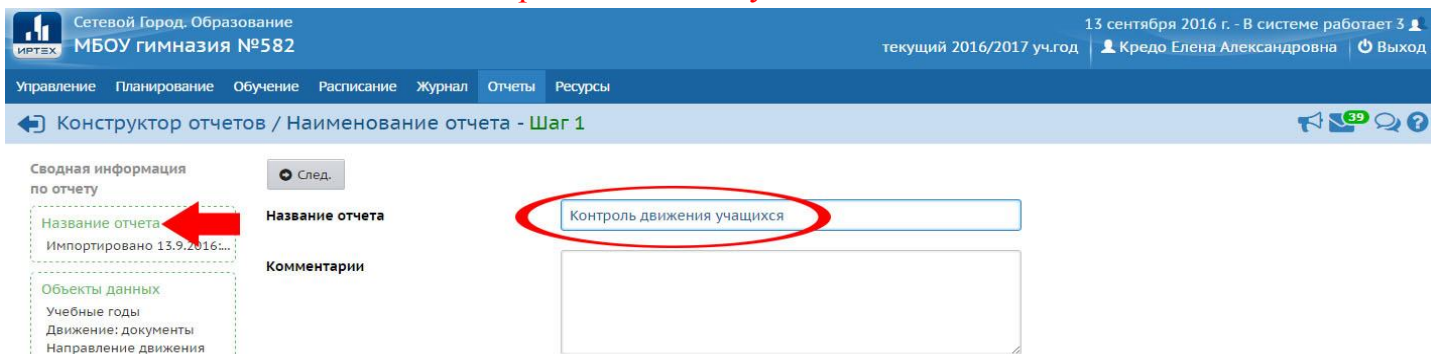 Сетевой Город. Образование
13 сентября 2016 г. - В системе работает 3
ИРТЕХ
МБОУ гимназия №582
текущий 2016/2017 уч.год Кредо Елена Александровна Выход
Управление Планирование Обучение Расписание Журнал Отчеты Ресурсы
Конструктор отчетов / Наименование отчета - Шаг 1
39
Сводная информация
по отчету
След.
Название отчета
Импортировано 13.9.2016:...
Название отчета
Контроль движения учащихся
Комментарии
Объекты данных
Учебные годы
Движение: документы
Направление движения